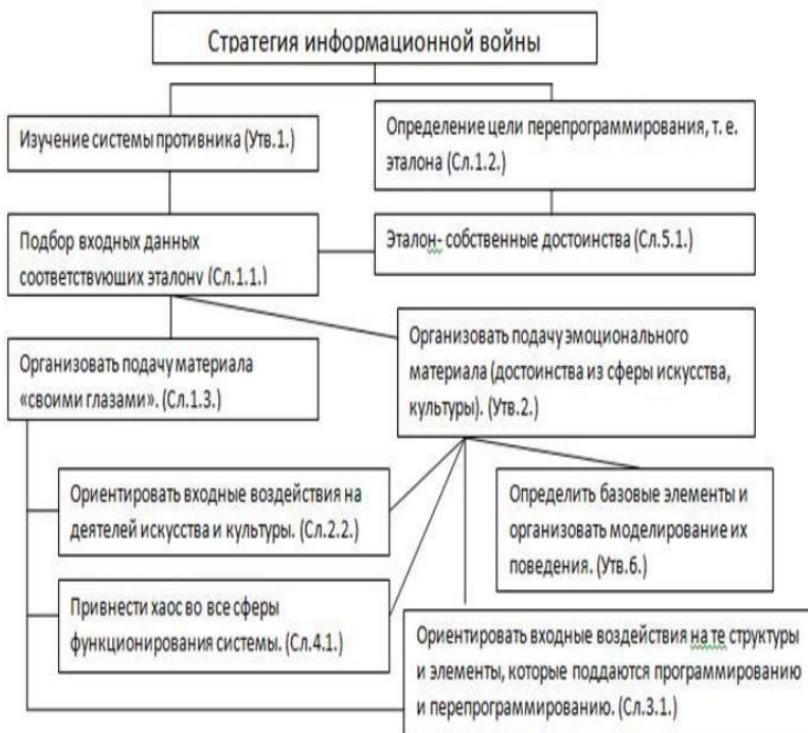 Стратегия информационной войны
Изучение системы противника (Утв.1.)
Определение цели перепрограммирования, т. е.
эталона (Сл.1.2.)
Подбор входных данных
соответствующих эталону (Сл.1.1.)
Эталон- собственные достоинства (Сл.5.1.)
Организовать подачу материала
«своими глазами». (Сл.1.3.)
Организовать подачу эмоционального
материала (достоинства из сферы искусства,
культуры). (Утв.2.)
Ориентировать входные воздействия на
деятелей искусства и культуры. (Сл.2.2.)
Определить базовые элементы и
организовать моделирование их
поведения. (Утв.6.)
Привнести хаос во все сферы
функционирования системы. (Сл.4.1.)
Ориентировать входные воздействия на те структуры
и элементы, которые поддаются программированию
и перепрограммированию. (Сл.3.1.)